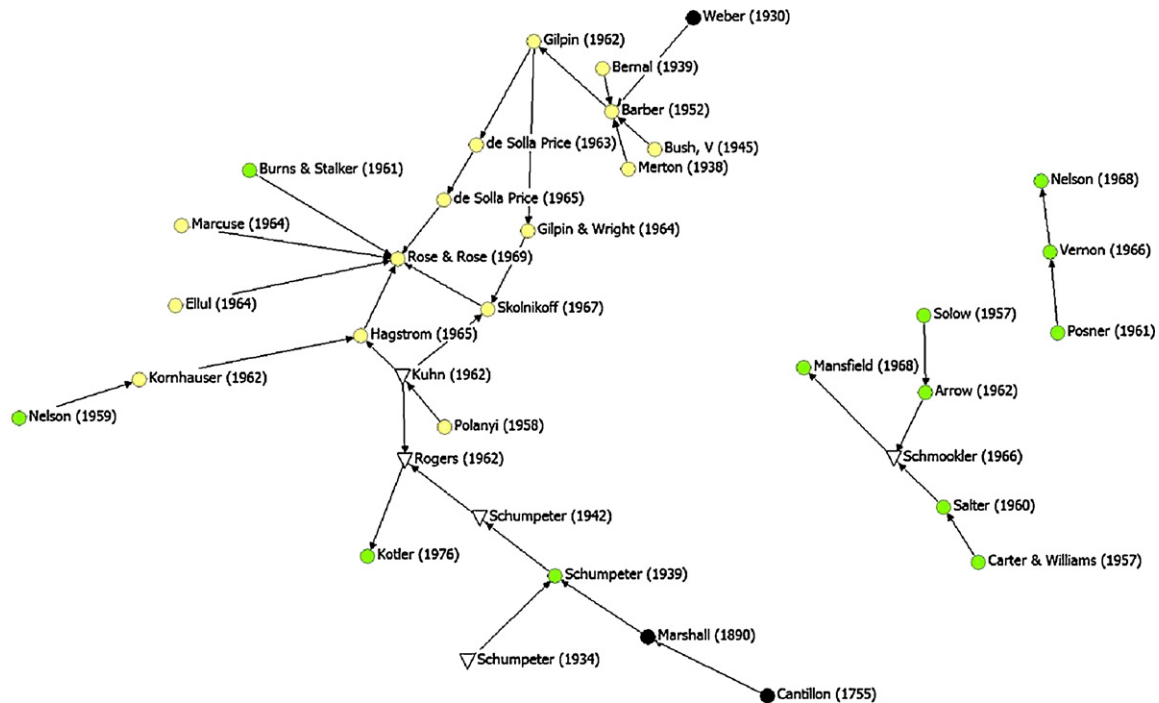 Weber (1930)
Gilpin (1962)
Bernal (1939)
Barber (1952)
de Solla Price (1963)
Bush, V (1945)
Merton (1938)
Burns & Stalker (1961)
Nelson (1968)
de Solla Price (1965)
Marcuse (1964)
Gilpin & Wright (1964)
Vernon (1966)
Rose & Rose (1969)
Ellul (1964)
Skolnikoff (1967)
Solow (1957)
Posner (1961)
Hagstrom (1965)
Mansfield (1968)
Kuhn (1962)
Kornhauser (1962)
Arrow (1962)
Nelson (1959)
Polanyi (1958)
Rogers (1962)
Schmookler (1966)
Salter (1960)
Schumpeter (1942)
Kotler (1976)
Carter & Williams (1957)
Schumpeter (1939)
Marshall (1890)
Schumpeter (1934)
Cantillon (1755)